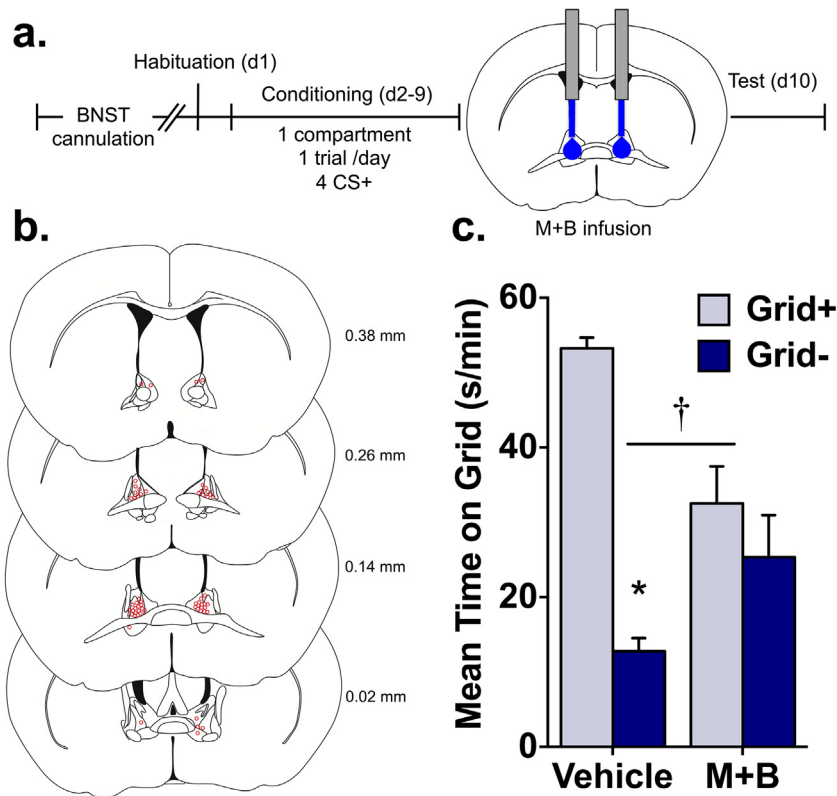 a.
Habituation (d1)
BNST
cannulation
Conditioning (d2-9)
1 compartment
1 trial /day
4 CS+
Test (d10)
M+B infusion
b.
0.38 mm
0.26 mm
0.14 mm
0.02 mm
c.
Mean Time on Grid (s/min)
60
40
20
0
Grid+
Grid-
†
*
Vehicle
M+B